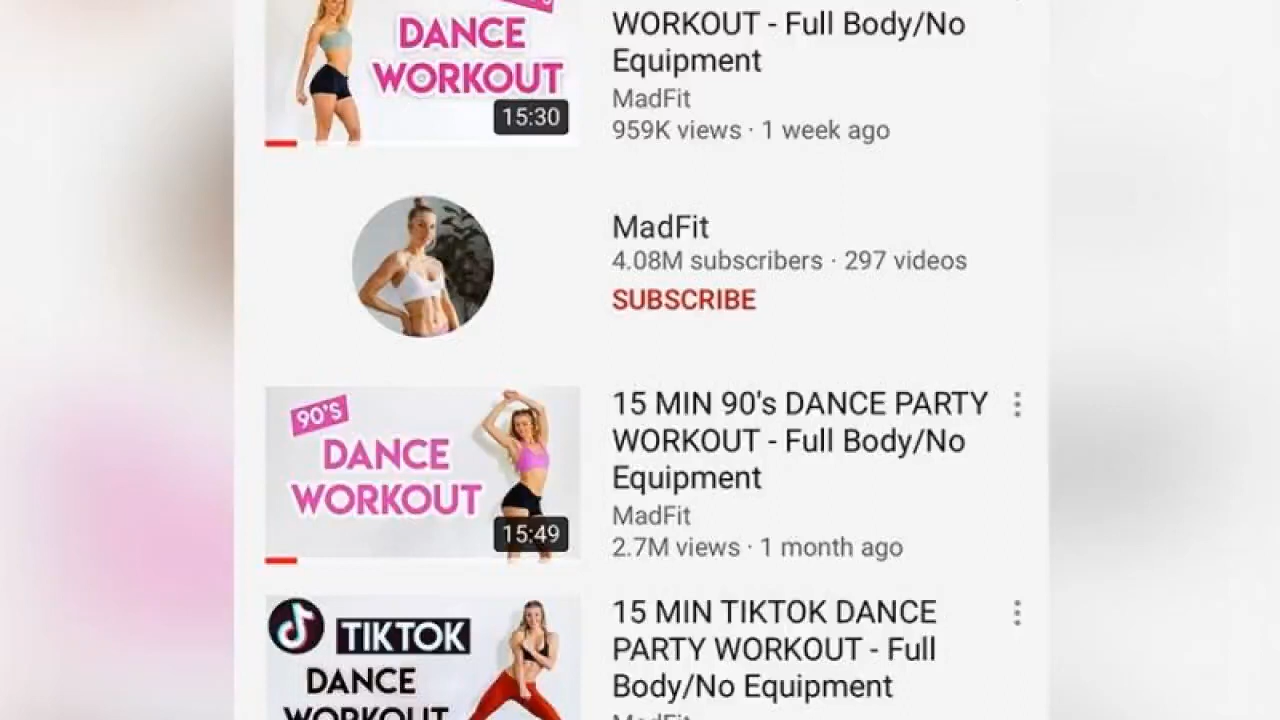 DANCE
WORKOUT
15:30
WORKOUT - Full Body/No
Equipment
MadFit
959K views · 1 week ago
MadFit
4.08M subscribers · 297 videos
SUBSCRIBE
90'S
DANCE
WORKOUT
15:49
15 MIN 90's DANCE PARTY
WORKOUT - Full Body/No
Equipment
MadFit
2.7M views · 1 month ago
TIKTOK
DANCE
WORKOUT
15 MIN TIKTOK DANCE
PARTY WORKOUT - Full
Body/No Equipment
MadFit